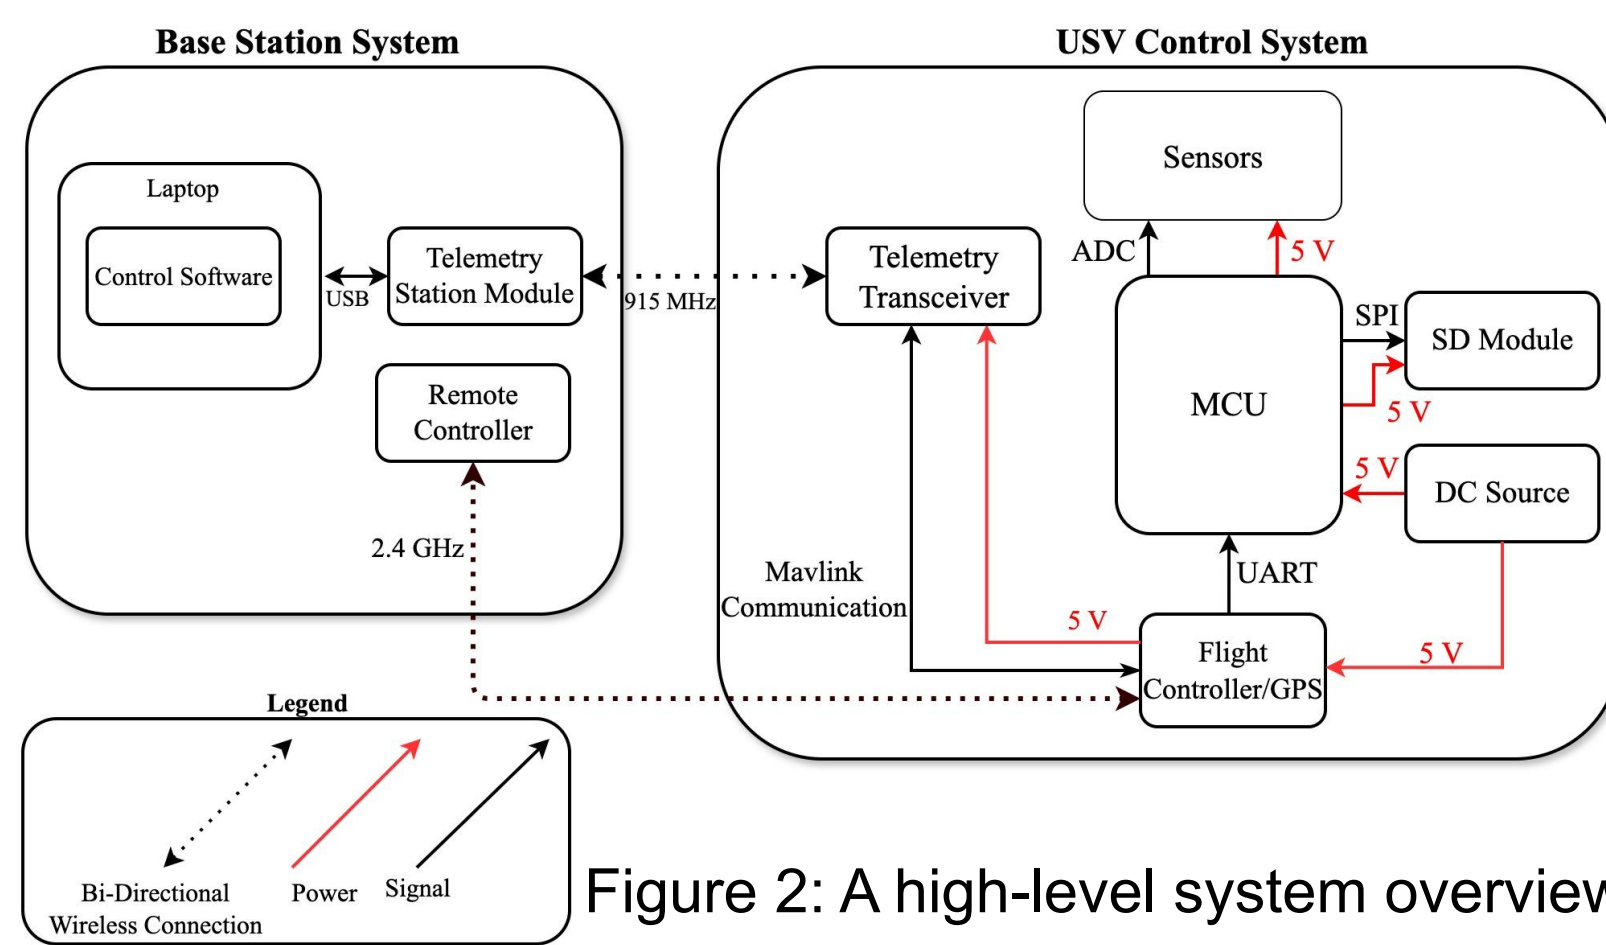 Base Station System
USV Control System
Laptop
Control Software
USB
Telemetry
Station Module
915 MHz
Remote
Controller
2.4 GHz
Telemetry
Transceiver
Sensors
ADC
5 V
MCU
SPI
SD Module
5 V
5 V
DC Source
UART
Mavlink
Communication
5 V
Flight
Controller/GPS
5 V
Legend
Bi-Directional
Wireless Connection
Power
Signal
Figure 2: A high-level system overview